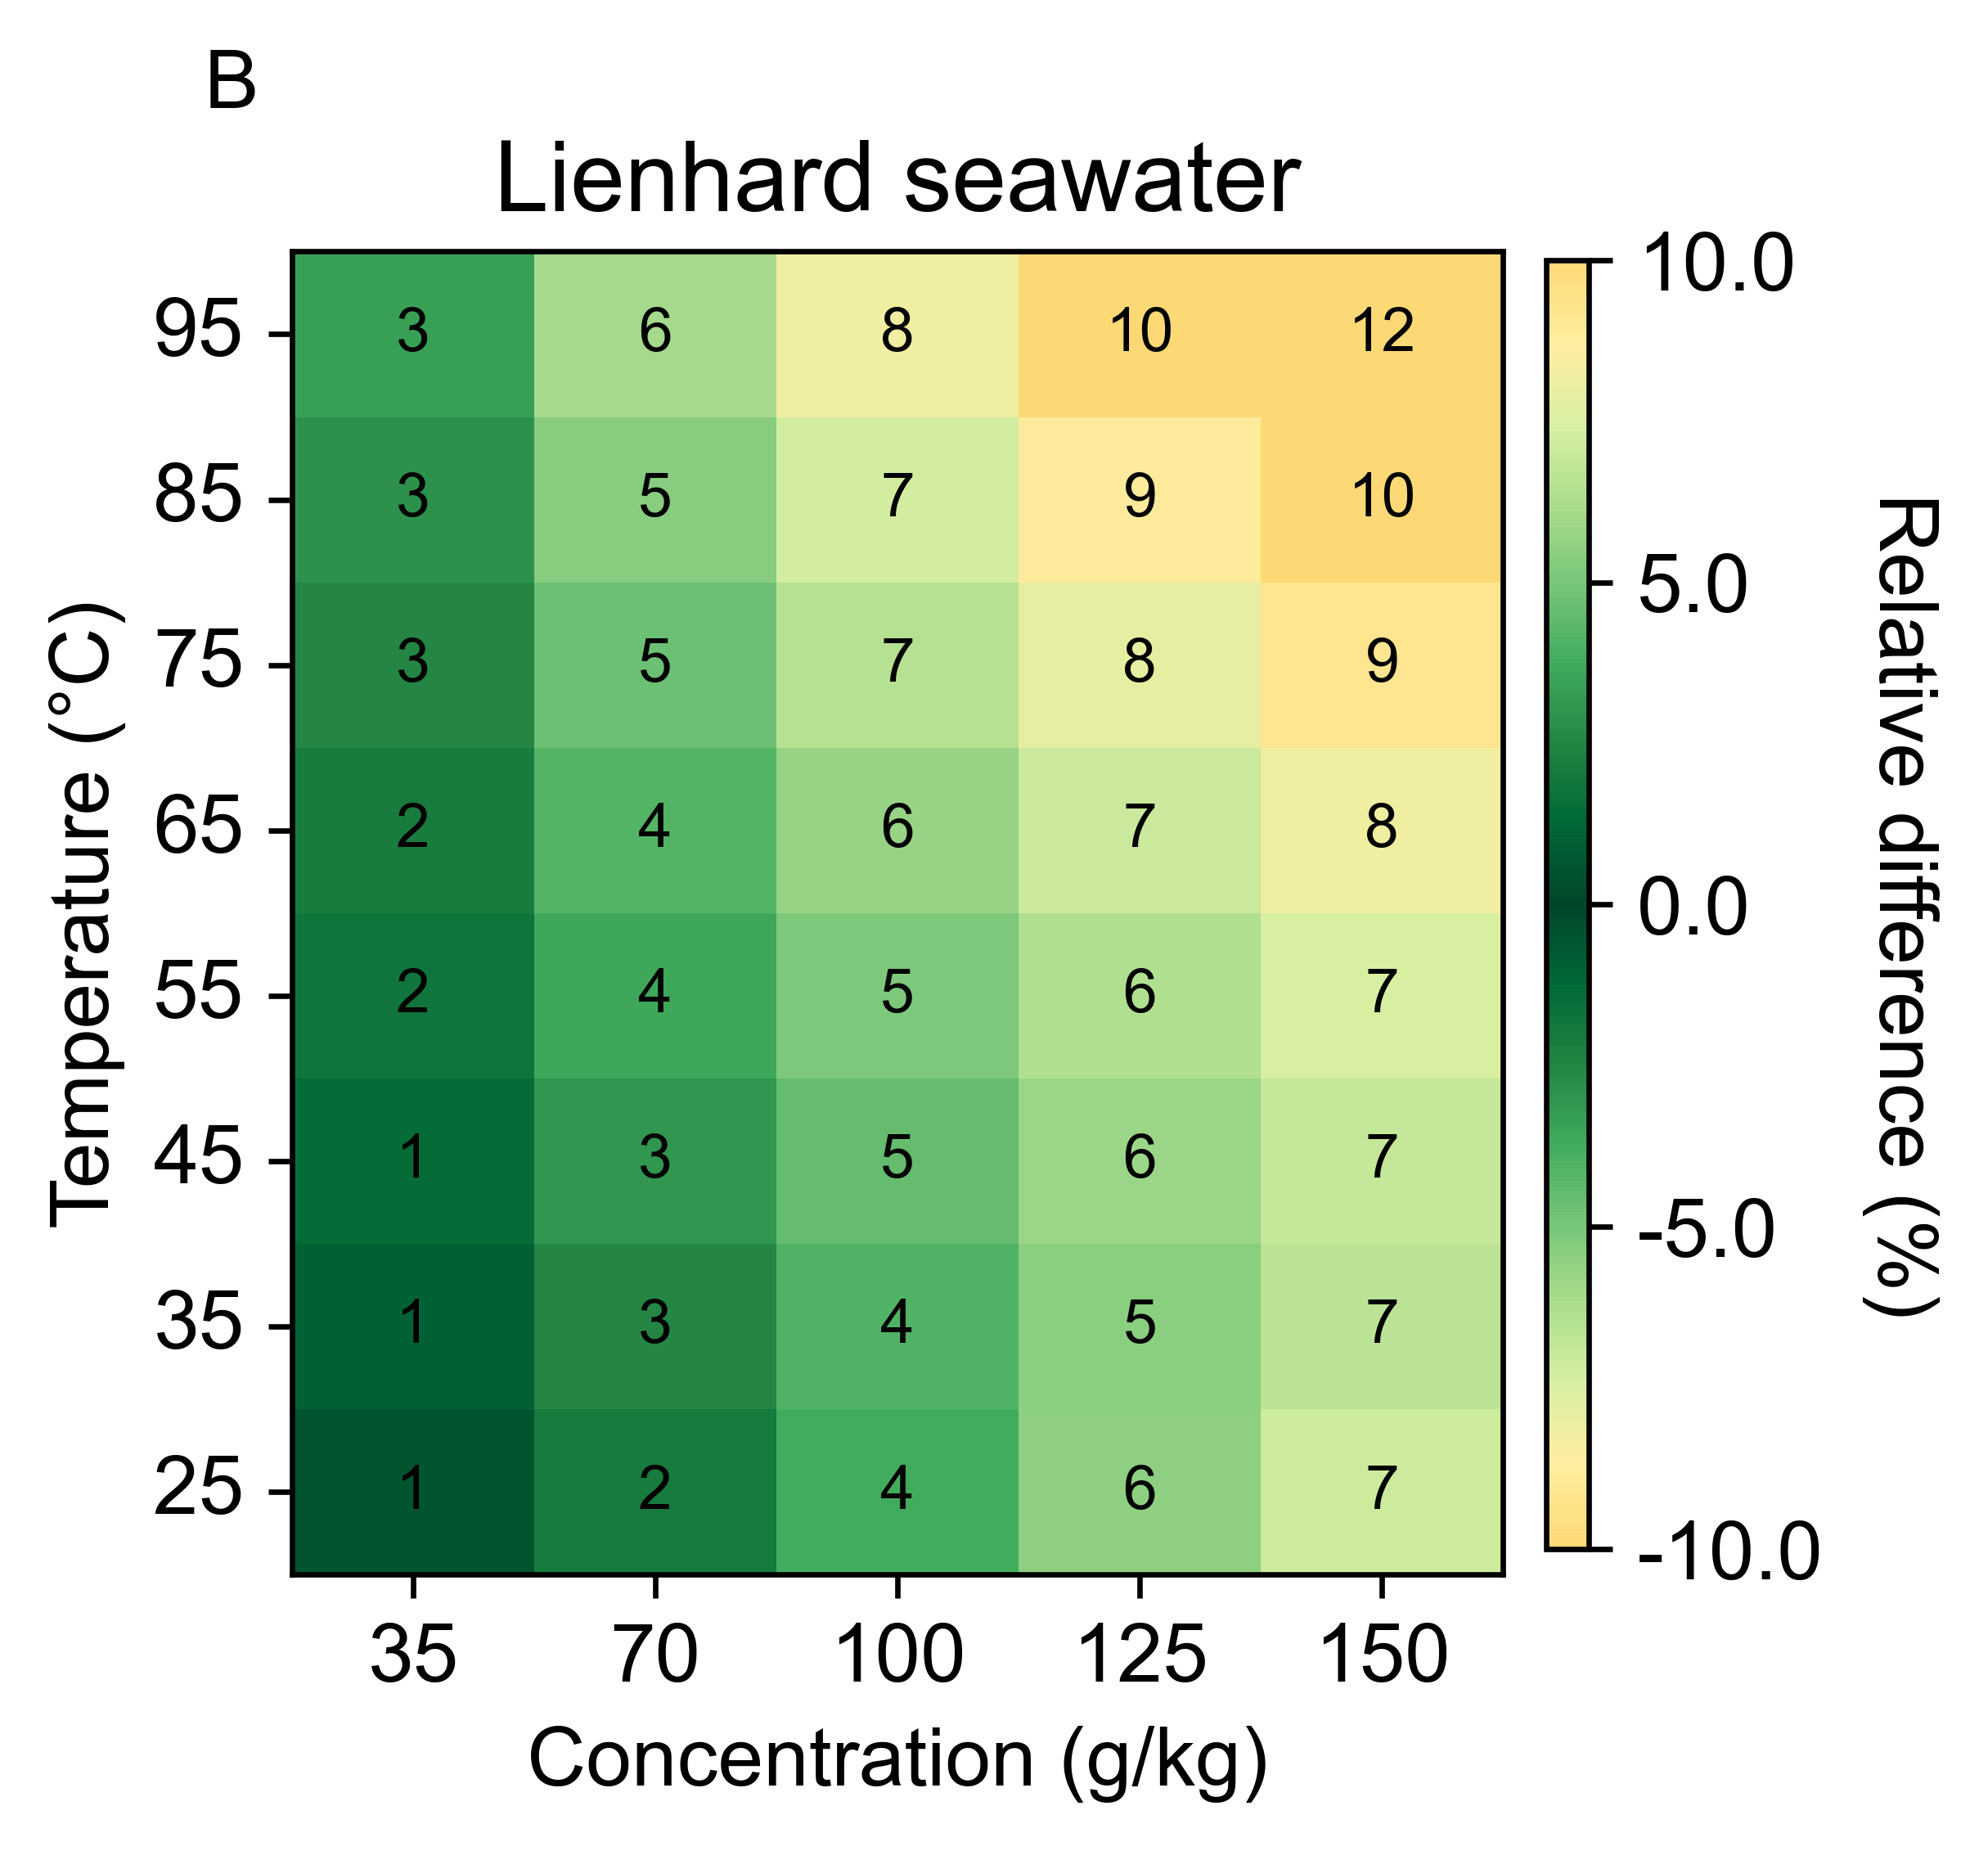 B
Lienhard seawater
95 3 6 8 10 12
85 3 5 7 9 10
75 3 5 7 8 9
65 2 4 6 7 8
55 2 4 5 6 7
45 1 3 5 6 7
35 1 3 4 5 7
25 1 2 4 6 7
35 70 100 125 150
Concentration (g/kg)
Temperature (°C)
10.0
5.0
0.0
-5.0
-10.0
Relative difference (%)